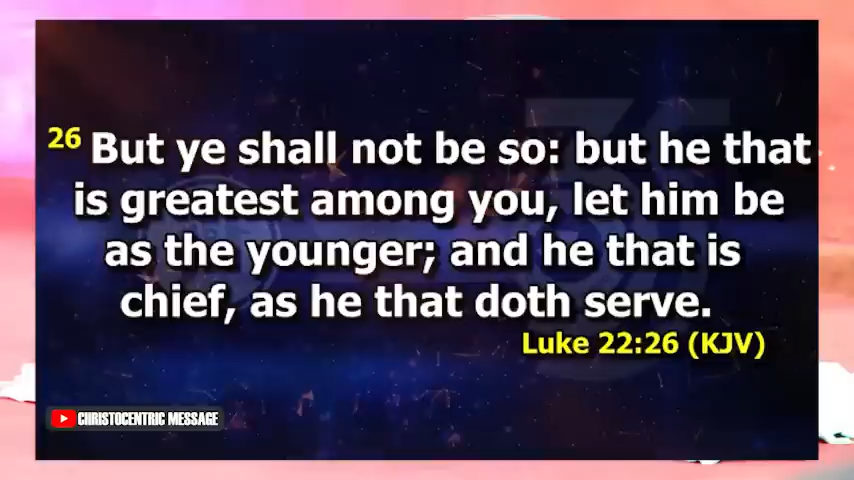 26 But ye shall not be so: but he that
is greatest among you, let him be
as the younger; and he that is
chief, as he that doth serve.
Luke 22:26 (KJV)
CHRISTOCENTRIC MESSAGE